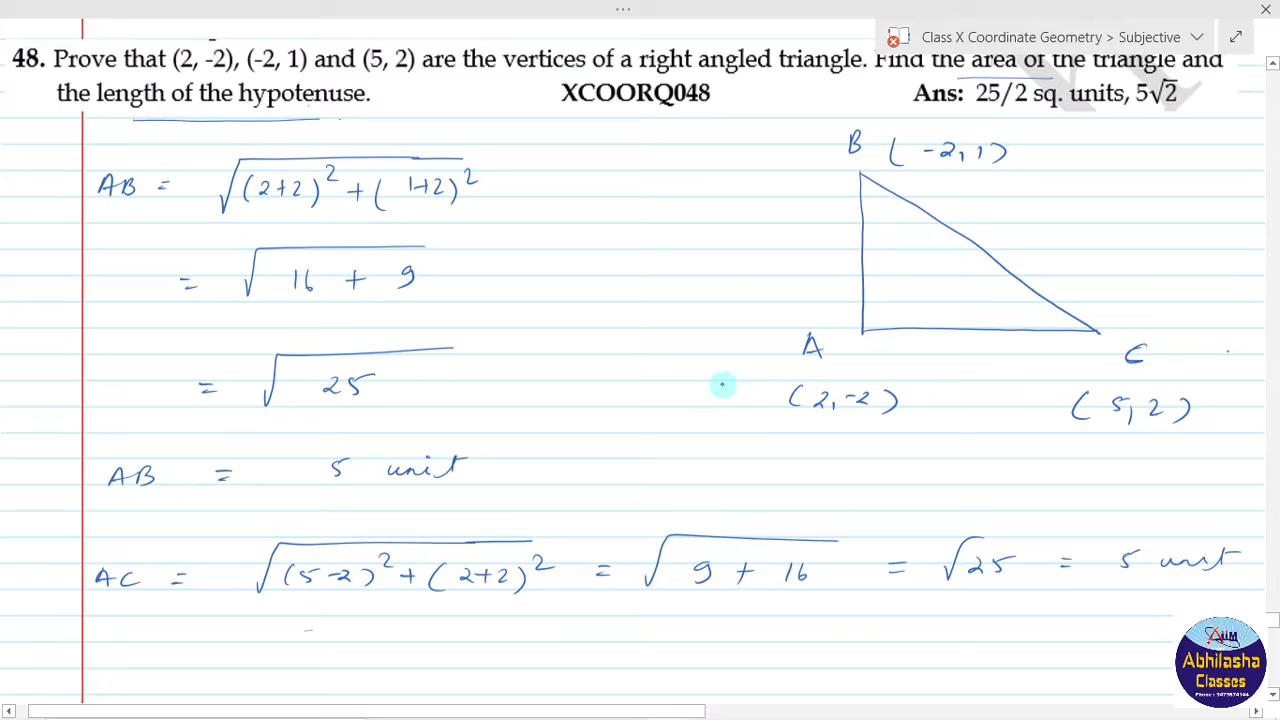 Class X Coordinate Geometry > Subjective
48. Prove that (2, -2), (-2, 1) and (5, 2) are the vertices of a right angled triangle. Find the area of the triangle and
the length of the hypotenuse. XCOORQ048 Ans: 25/2 sq. units, 5√2
B (-2, 1)
AB = √(2+2)² + (1+2)²
= √16 + 9
A C
= √25
(2, -2) (5, 2)
AB = 5 unit
AC = √(5-2)² + (2+2)² = √9 + 16 = √25 = 5 unit
AIIM
Abhilasha
Classes
Phone : 9479874144